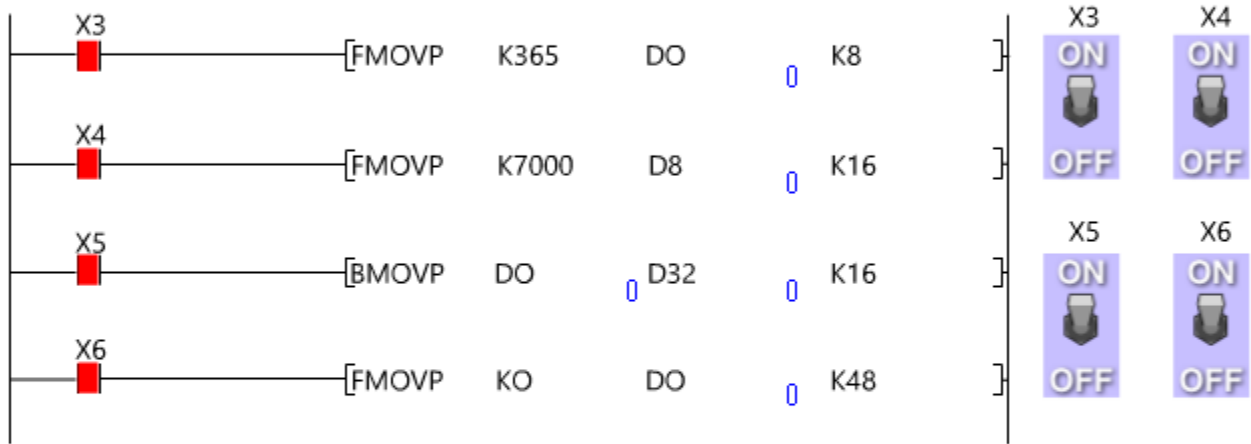 X3
[FMOVP K365 DO 0 K8 ]
X4
[FMOVP K7000 D8 0 K16 ]
X5
[BMOVP DO 0 D32 0 K16 ]
X6
[FMOVP KO DO 0 K48 ]
X3 X4
ON ON
OFF OFF
X5 X6
ON ON
OFF OFF